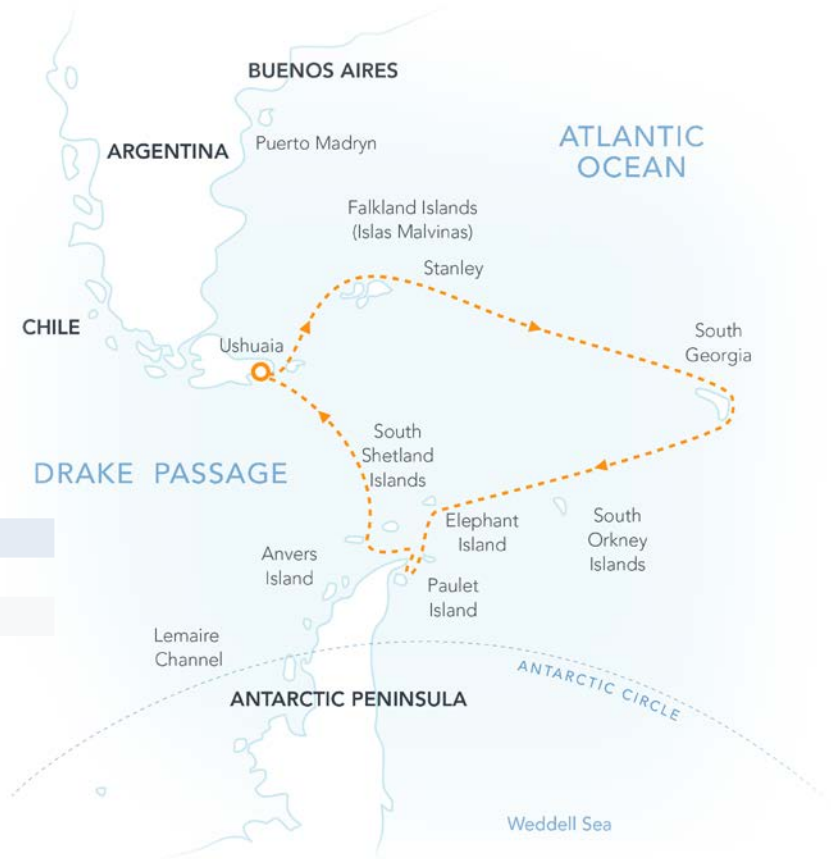 BUENOS AIRES
ATLANTIC
OCEAN
Puerto Madryn
ARGENTINA
Falkland Islands
(Islas Malvinas)
Stanley
CHILE
Ushuaia
South
Georgia
South
Shetland
Islands
DRAKE PASSAGE
Elephant
Island
South
Orkney
Islands
Anvers
Island
Paulet
Island
Lemaire
Channel
ANTARCTIC CIRCLE
ANTARCTIC PENINSULA
Weddell Sea